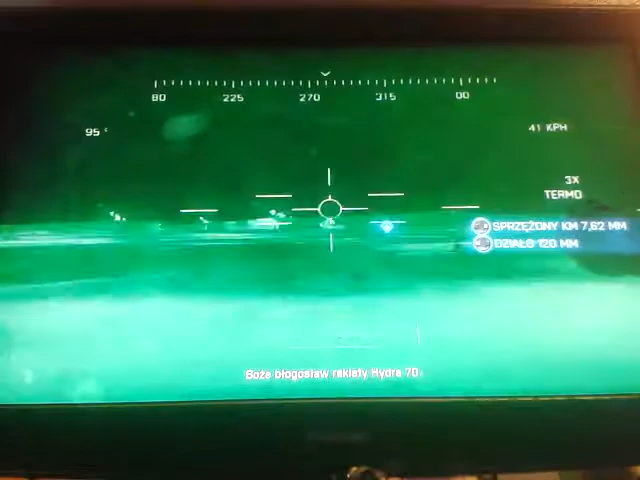 80 225 270 315 00
95 c
41 KPH
3X
TERMO
SPRZĘŻONY KM 7,62 MM
DZIAŁO 120 MM
Boże błogosław rakiety Hydra 70.